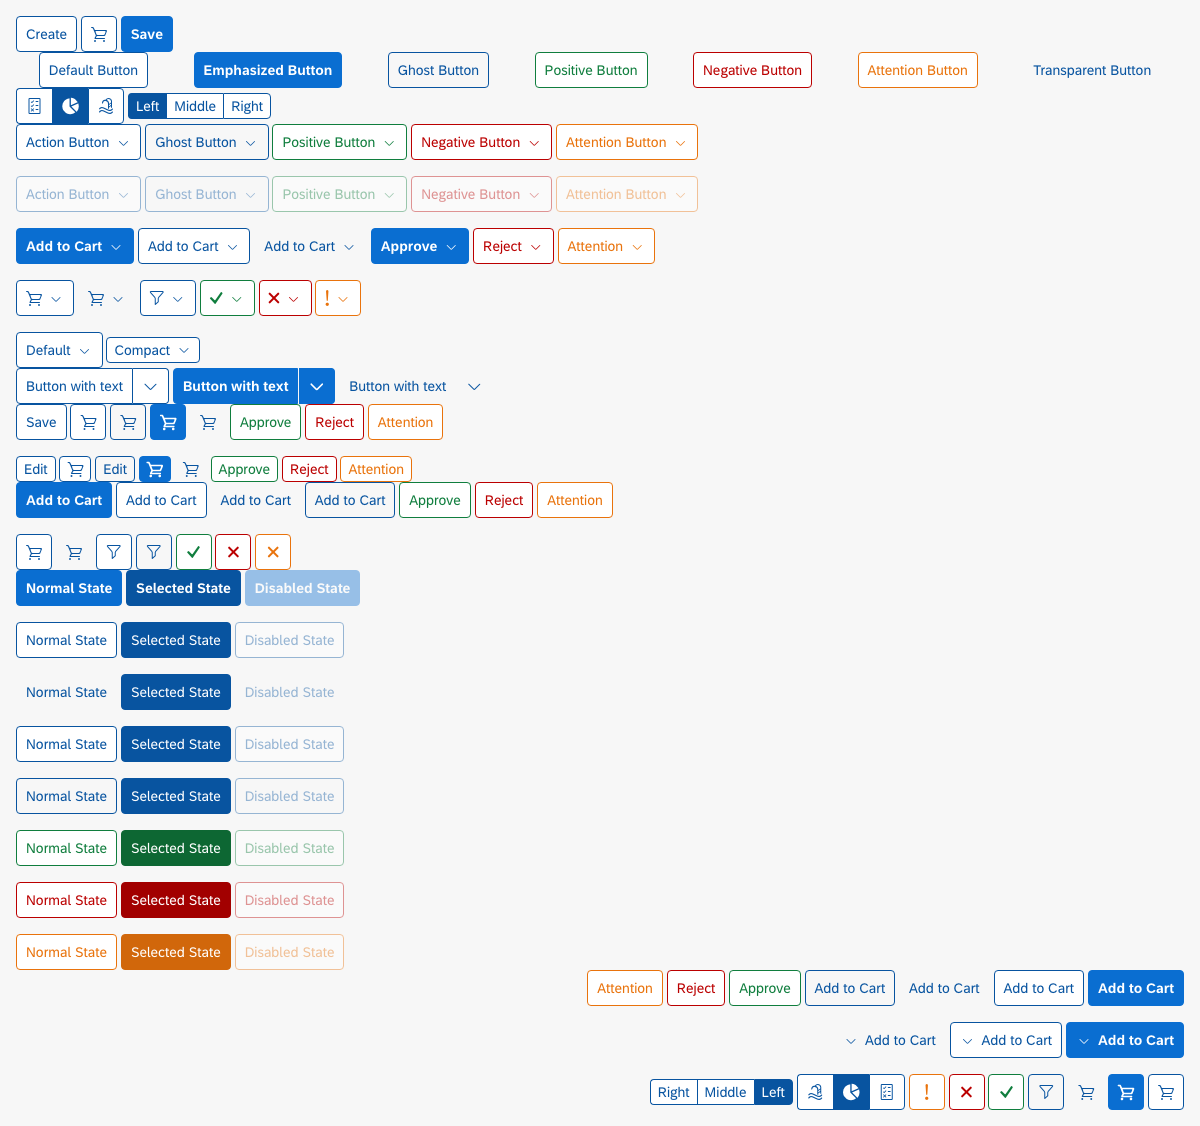 Create Save
Default Button Emphasized Button Ghost Button Positive Button Negative Button Attention Button Transparent Button
Left Middle Right
Action Button Ghost Button Positive Button Negative Button Attention Button
Action Button Ghost Button Positive Button Negative Button Attention Button
Add to Cart Add to Cart Add to Cart Approve Reject Attention
Default Compact
Button with text Button with text Button with text
Save Approve Reject Attention
Edit Edit Approve Reject Attention
Add to Cart Add to Cart Add to Cart Add to Cart Approve Reject Attention
Normal State Selected State Disabled State
Normal State Selected State Disabled State
Normal State Selected State Disabled State
Normal State Selected State Disabled State
Normal State Selected State Disabled State
Normal State Selected State Disabled State
Normal State Selected State Disabled State
Normal State Selected State Disabled State
Attention Reject Approve Add to Cart Add to Cart Add to Cart Add to Cart
Add to Cart Add to Cart Add to Cart
Right Middle Left